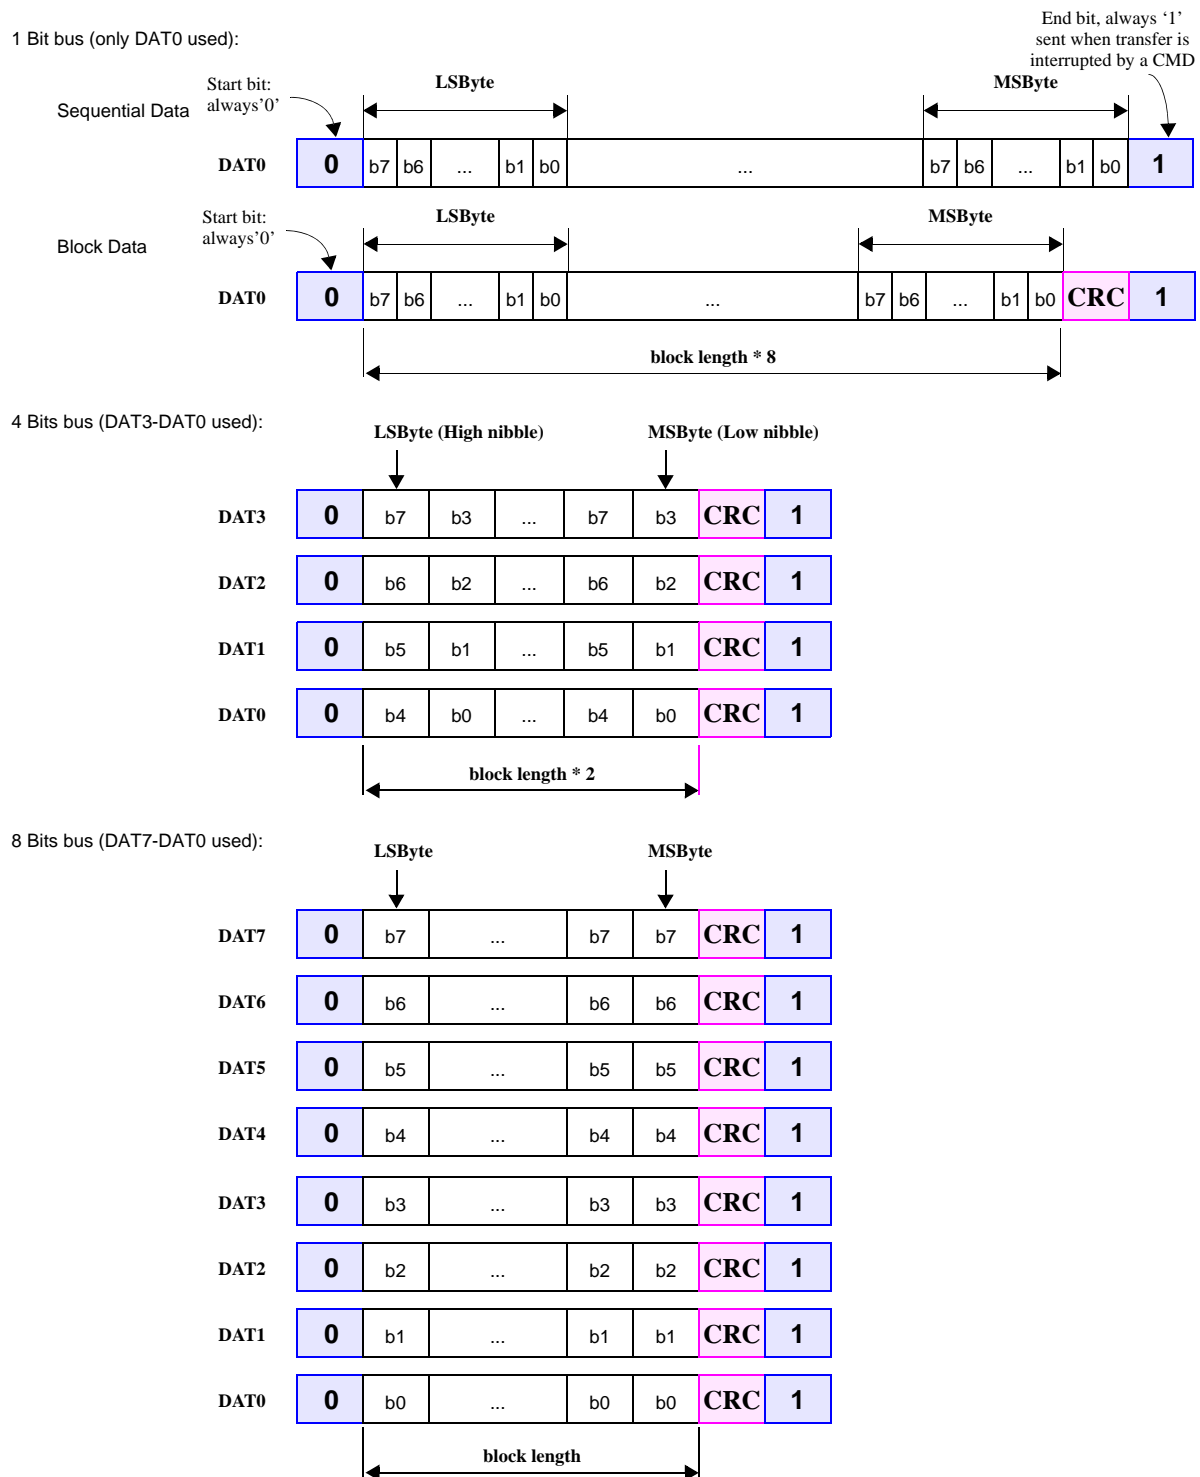 End bit, always ‘1’
1 Bit bus (only DAT0 used):
sent when transfer is
interrupted by a CMD
Start bit:
always’0’
LSByte
MSByte
Sequential Data
DAT0 0 b7 b6 ... b1 b0 ... b7 b6 ... b1 b0 1
Start bit:
always’0’
LSByte
MSByte
Block Data
DAT0 0 b7 b6 ... b1 b0 ... b7 b6 ... b1 b0 CRC 1
block length * 8
4 Bits bus (DAT3-DAT0 used):
LSByte (High nibble)
MSByte (Low nibble)
DAT3 0 b7 b3 ... b7 b3 CRC 1
DAT2 0 b6 b2 ... b6 b2 CRC 1
DAT1 0 b5 b1 ... b5 b1 CRC 1
DAT0 0 b4 b0 ... b4 b0 CRC 1
block length * 2
8 Bits bus (DAT7-DAT0 used):
LSByte
MSByte
DAT7 0 b7 ... b7 b7 CRC 1
DAT6 0 b6 ... b6 b6 CRC 1
DAT5 0 b5 ... b5 b5 CRC 1
DAT4 0 b4 ... b4 b4 CRC 1
DAT3 0 b3 ... b3 b3 CRC 1
DAT2 0 b2 ... b2 b2 CRC 1
DAT1 0 b1 ... b1 b1 CRC 1
DAT0 0 b0 ... b0 b0 CRC 1
block length